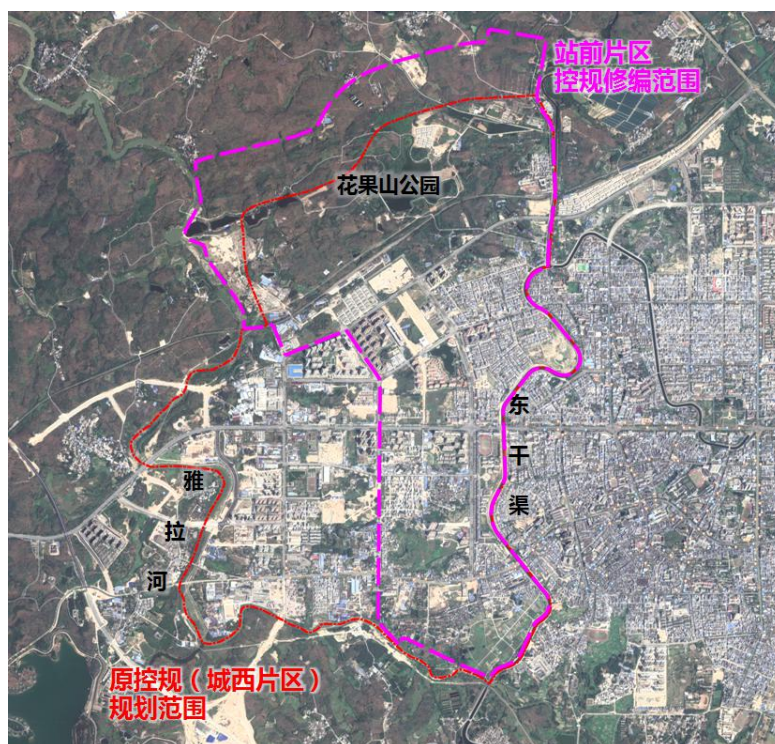 站前片区
控规修编范围
花果山公园
东
干
渠
雅
拉
河
原控规（城西片区）
规划范围